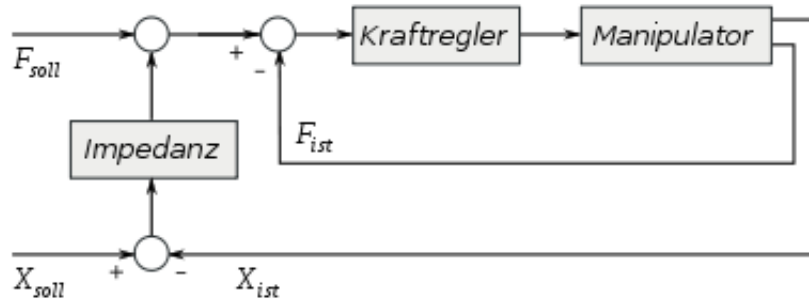 Kraftregler
Manipulator
+
-
F_soll
F_ist
Impedanz
+
-
X_soll
X_ist